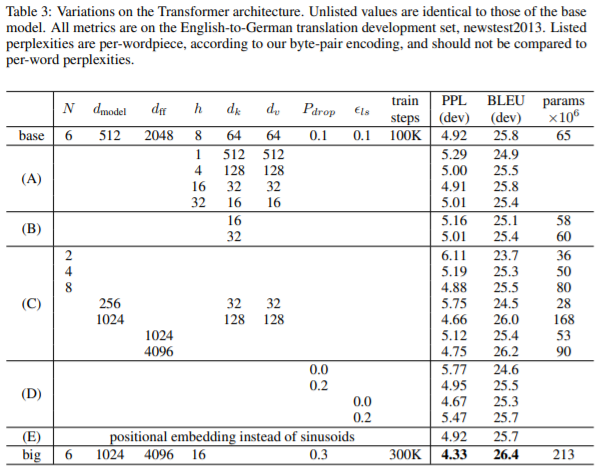 Table 3: Variations on the Transformer architecture. Unlisted values are identical to those of the base
model. All metrics are on the English-to-German translation development set, newstest2013. Listed
perplexities are per-wordpiece, according to our byte-pair encoding, and should not be compared to
per-word perplexities.
N d_model d_ff h d_k d_v P_drop ϵ_ls train steps PPL (dev) BLEU (dev) params ×10^6
base 6 512 2048 8 64 64 0.1 0.1 100K 4.92 25.8 65
(A)
1 512 512 5.29 24.9
4 128 128 5.00 25.5
16 32 32 4.91 25.8
32 16 16 5.01 25.4
(B)
16 5.16 25.1 58
32 5.01 25.4 60
(C)
2 6.11 23.7 36
4 5.19 25.3 50
8 4.88 25.5 80
256 32 32 5.75 24.5 28
1024 128 128 4.66 26.0 168
1024 5.12 25.4 53
4096 4.75 26.2 90
(D)
0.0 5.77 24.6
0.2 4.95 25.5
0.0 4.67 25.3
0.2 5.47 25.7
(E) positional embedding instead of sinusoids 4.92 25.7
big 6 1024 4096 16 0.3 300K 4.33 26.4 213